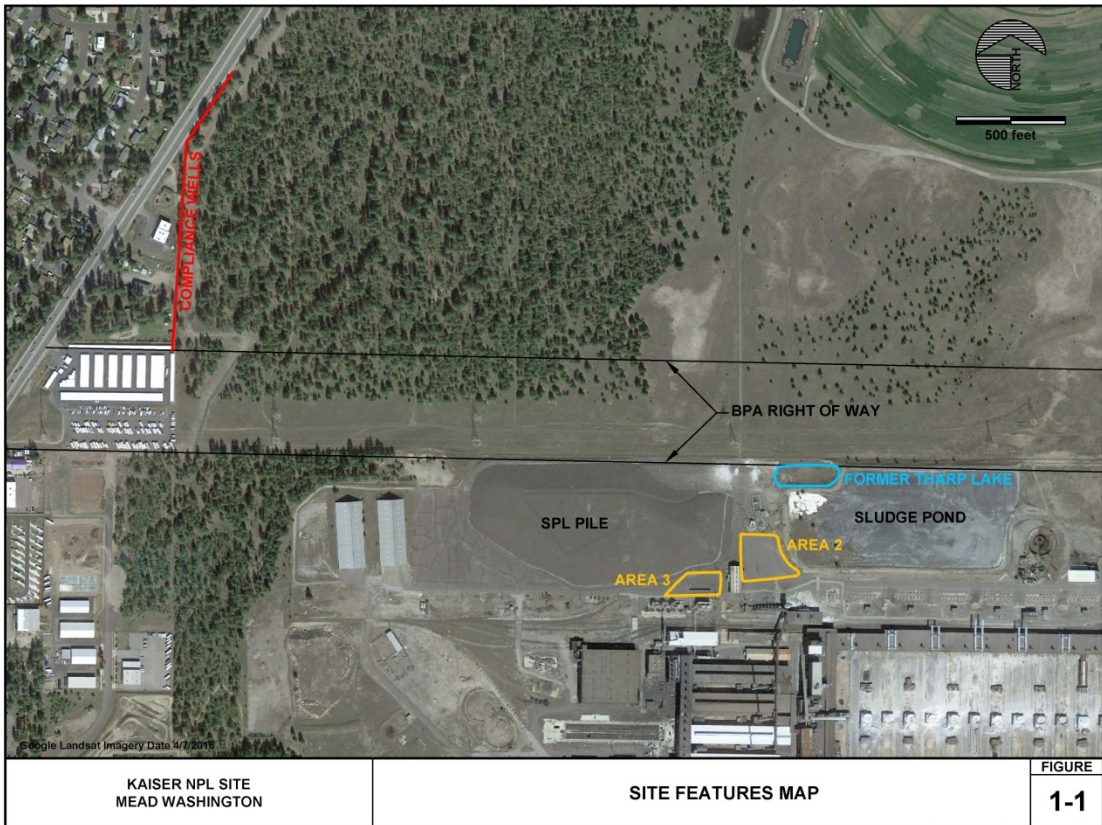 NORTH
500 feet
COMPLIANCE WELLS
BPA RIGHT OF WAY
FORMER THARP LAKE
SPL PILE
SLUDGE POND
AREA 2
AREA 3
Google Landsat Imagery Date 4/7/2016
KAISER NPL SITE
MEAD WASHINGTON
SITE FEATURES MAP
FIGURE
1-1